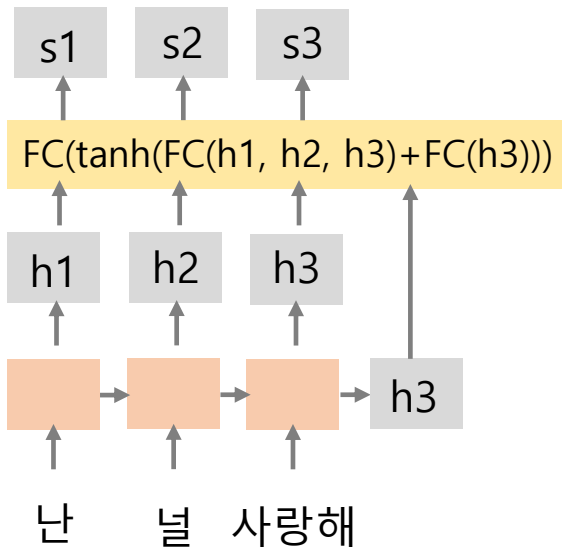 s1 s2 s3
FC(tanh(FC(h1, h2, h3)+FC(h3)))
h1 h2 h3
h3
난 널 사랑해